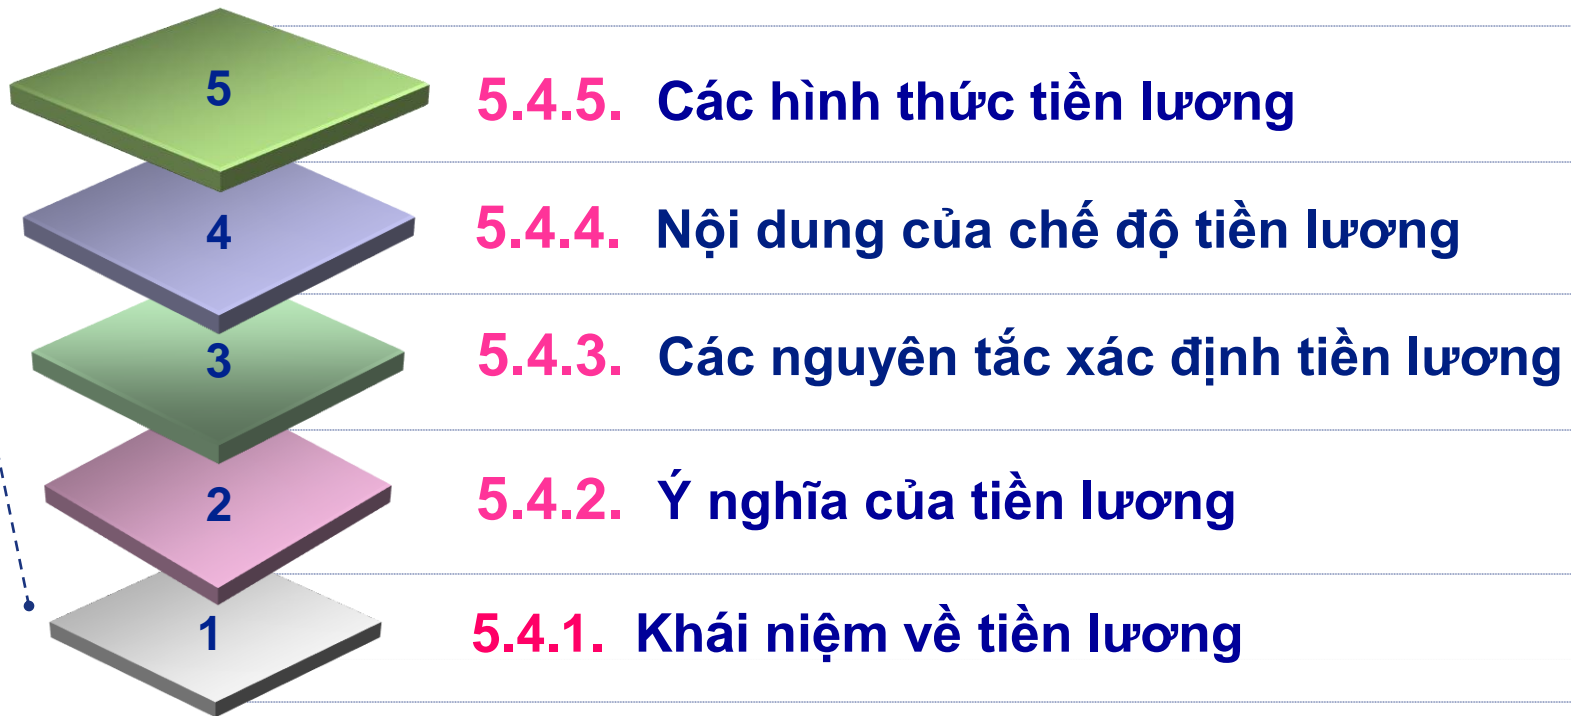 5 5.4.5. Các hình thức tiền lương
4 5.4.4. Nội dung của chế độ tiền lương
3 5.4.3. Các nguyên tắc xác định tiền lương
2 5.4.2. Ý nghĩa của tiền lương
1 5.4.1. Khái niệm về tiền lương